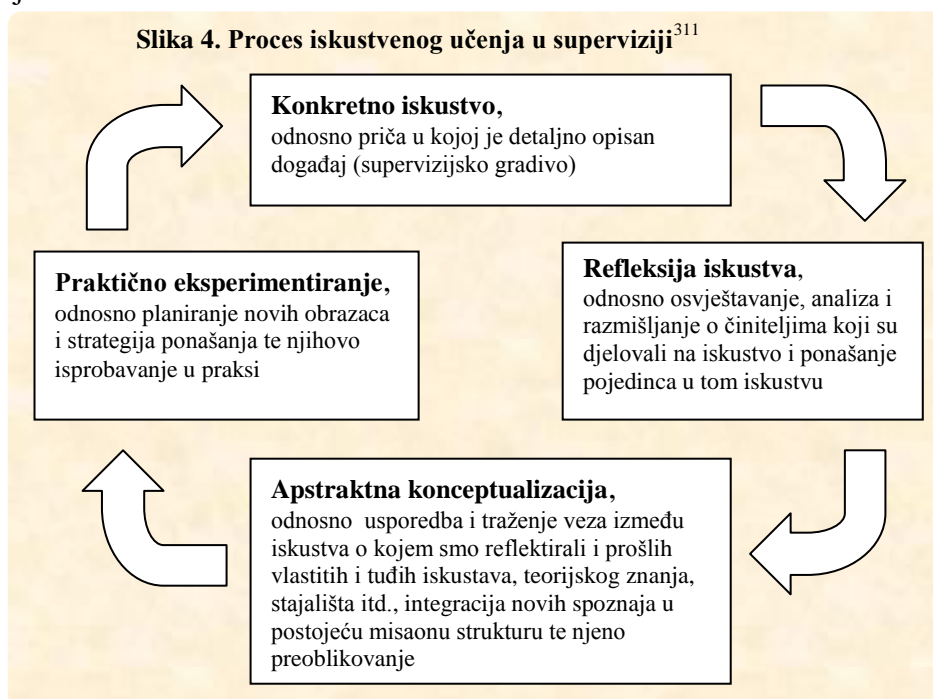 Slika 4. Proces iskustvenog učenja u superviziji311
Konkretno iskustvo,
odnosno priča u kojoj je detaljno opisan
događaj (supervizijsko gradivo)
Refleksija iskustva,
odnosno osvještavanje, analiza i
razmišljanje o činiteljima koji su
djelovali na iskustvo i ponašanje
pojedinca u tom iskustvu
Apstraktna konceptualizacija,
odnosno usporedba i traženje veza između
iskustva o kojem smo reflektirali i prošlih
vlastitih i tuđih iskustava, teorijskog znanja,
stajališta itd., integracija novih spoznaja u
postojeću misaonu strukturu te njeno
preoblikovanje
Praktično eksperimentiranje,
odnosno planiranje novih obrazaca
i strategija ponašanja te njihovo
isprobavanje u praksi